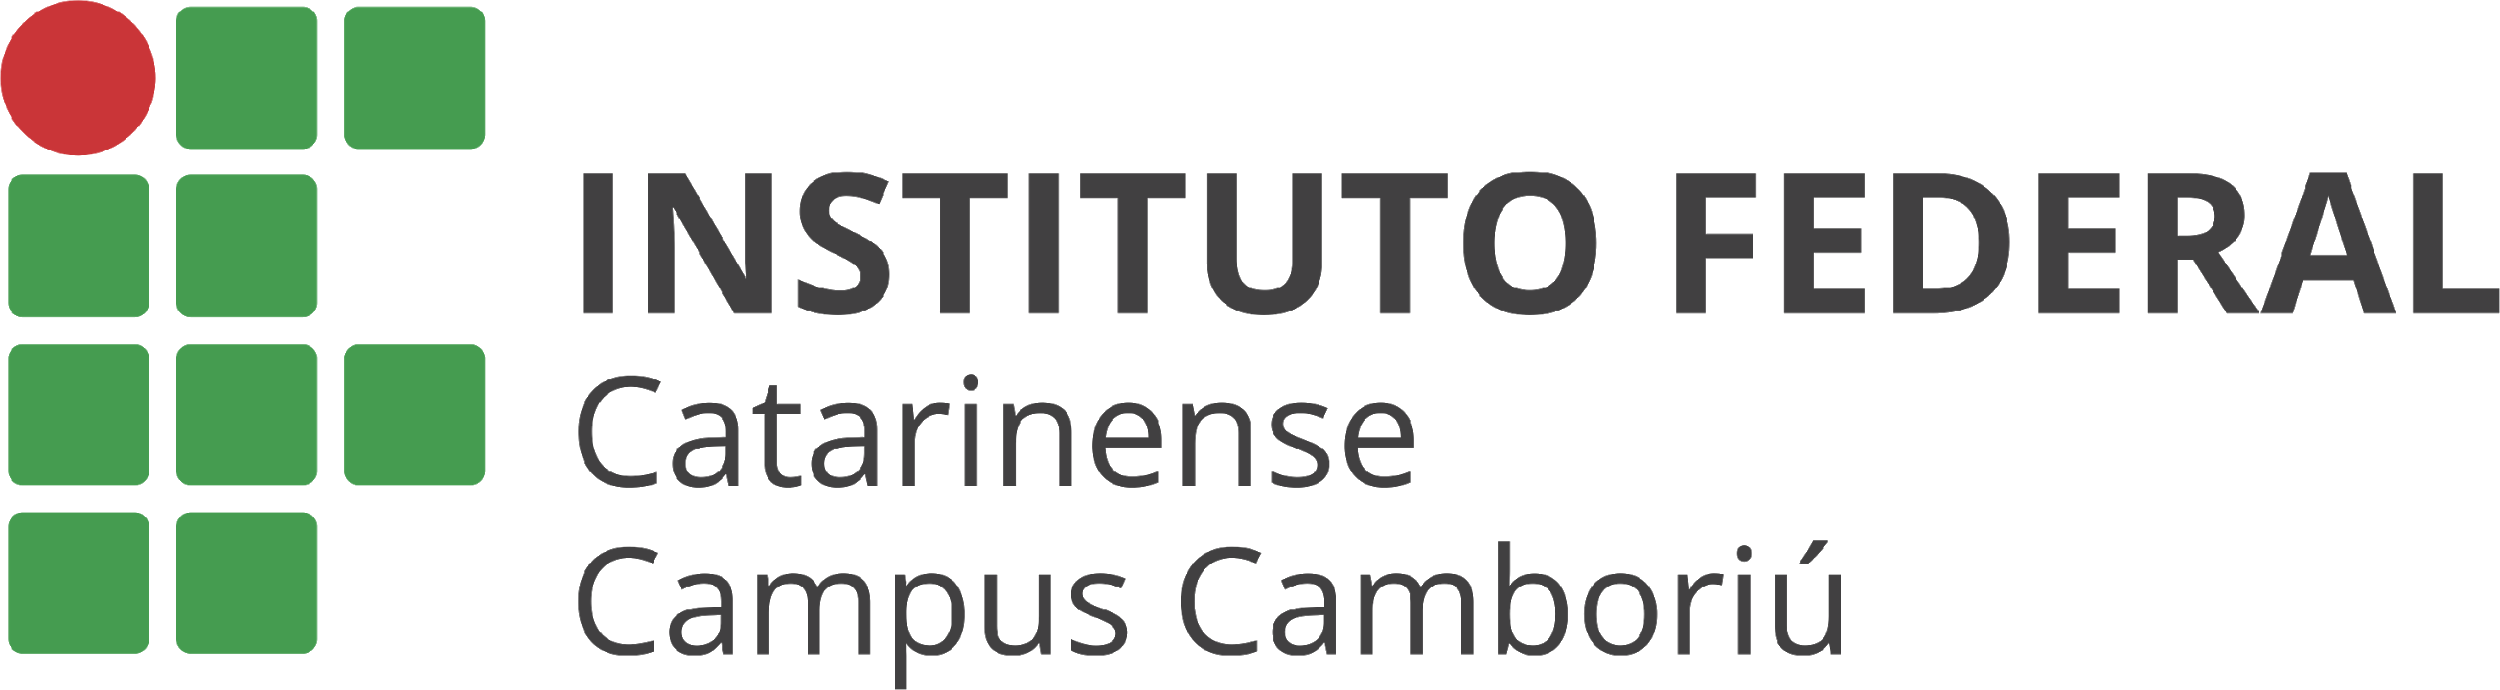 INSTITUTO FEDERAL
Catarinense
Campus Camboriú